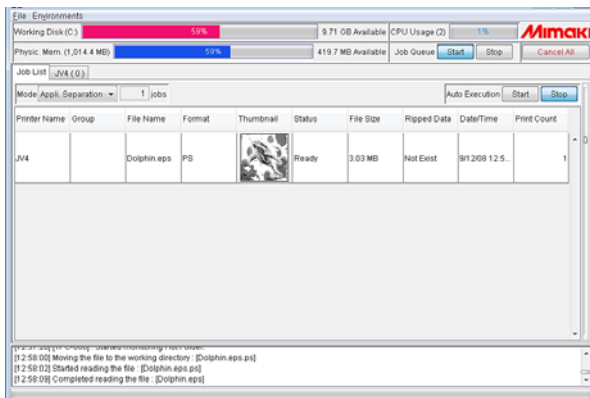 File Environments
Working Disk (C:) 59% 9.71 GB Available CPU Usage (2) 1% Mimaki
Physic. Mem. (1,014.4 MB) 59% 419.7 MB Available Job Queue Start Stop Cancel All
Job List JV4 ( 0 )
Mode Appli. Separation 1 jobs Auto Execution Start Stop
Printer Name Group File Name Format Thumbnail Status File Size Ripped Data Date/Time Print Count
JV4 Dolphin.eps PS Ready 3.03 MB Not Exist 9/12/08 12:5... 1
[12:58:00] Moving the file to the working directory : [Dolphin.eps.ps]
[12:58:02] Started reading the file : [Dolphin.eps]
[12:58:09] Completed reading the file : [Dolphin.eps]